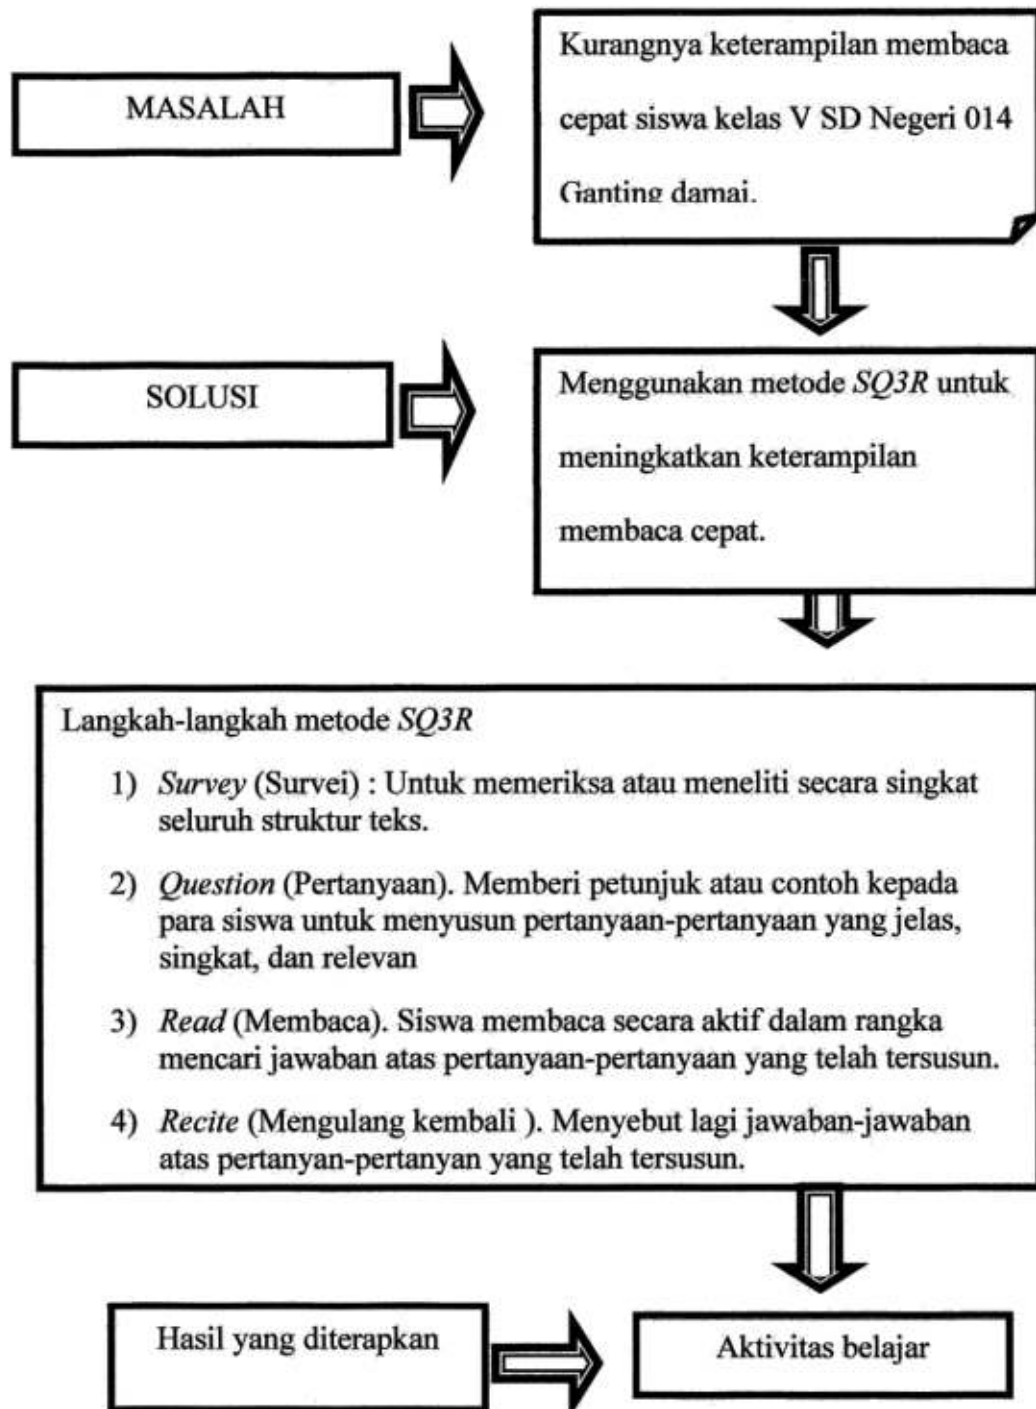 MASALAH
Kurangnya keterampilan membaca
cepat siswa kelas V SD Negeri 014
Ganting damai.
SOLUSI
Menggunakan metode SQ3R untuk
meningkatkan keterampilan
membaca cepat.
Langkah-langkah metode SQ3R
1) Survey (Survei) : Untuk memeriksa atau meneliti secara singkat
seluruh struktur teks.
2) Question (Pertanyaan). Memberi petunjuk atau contoh kepada
para siswa untuk menyusun pertanyaan-pertanyaan yang jelas,
singkat, dan relevan
3) Read (Membaca). Siswa membaca secara aktif dalam rangka
mencari jawaban atas pertanyaan-pertanyaan yang telah tersusun.
4) Recite (Mengulang kembali ). Menyebut lagi jawaban-jawaban
atas pertanyan-pertanyan yang telah tersusun.
Hasil yang diterapkan
Aktivitas belajar